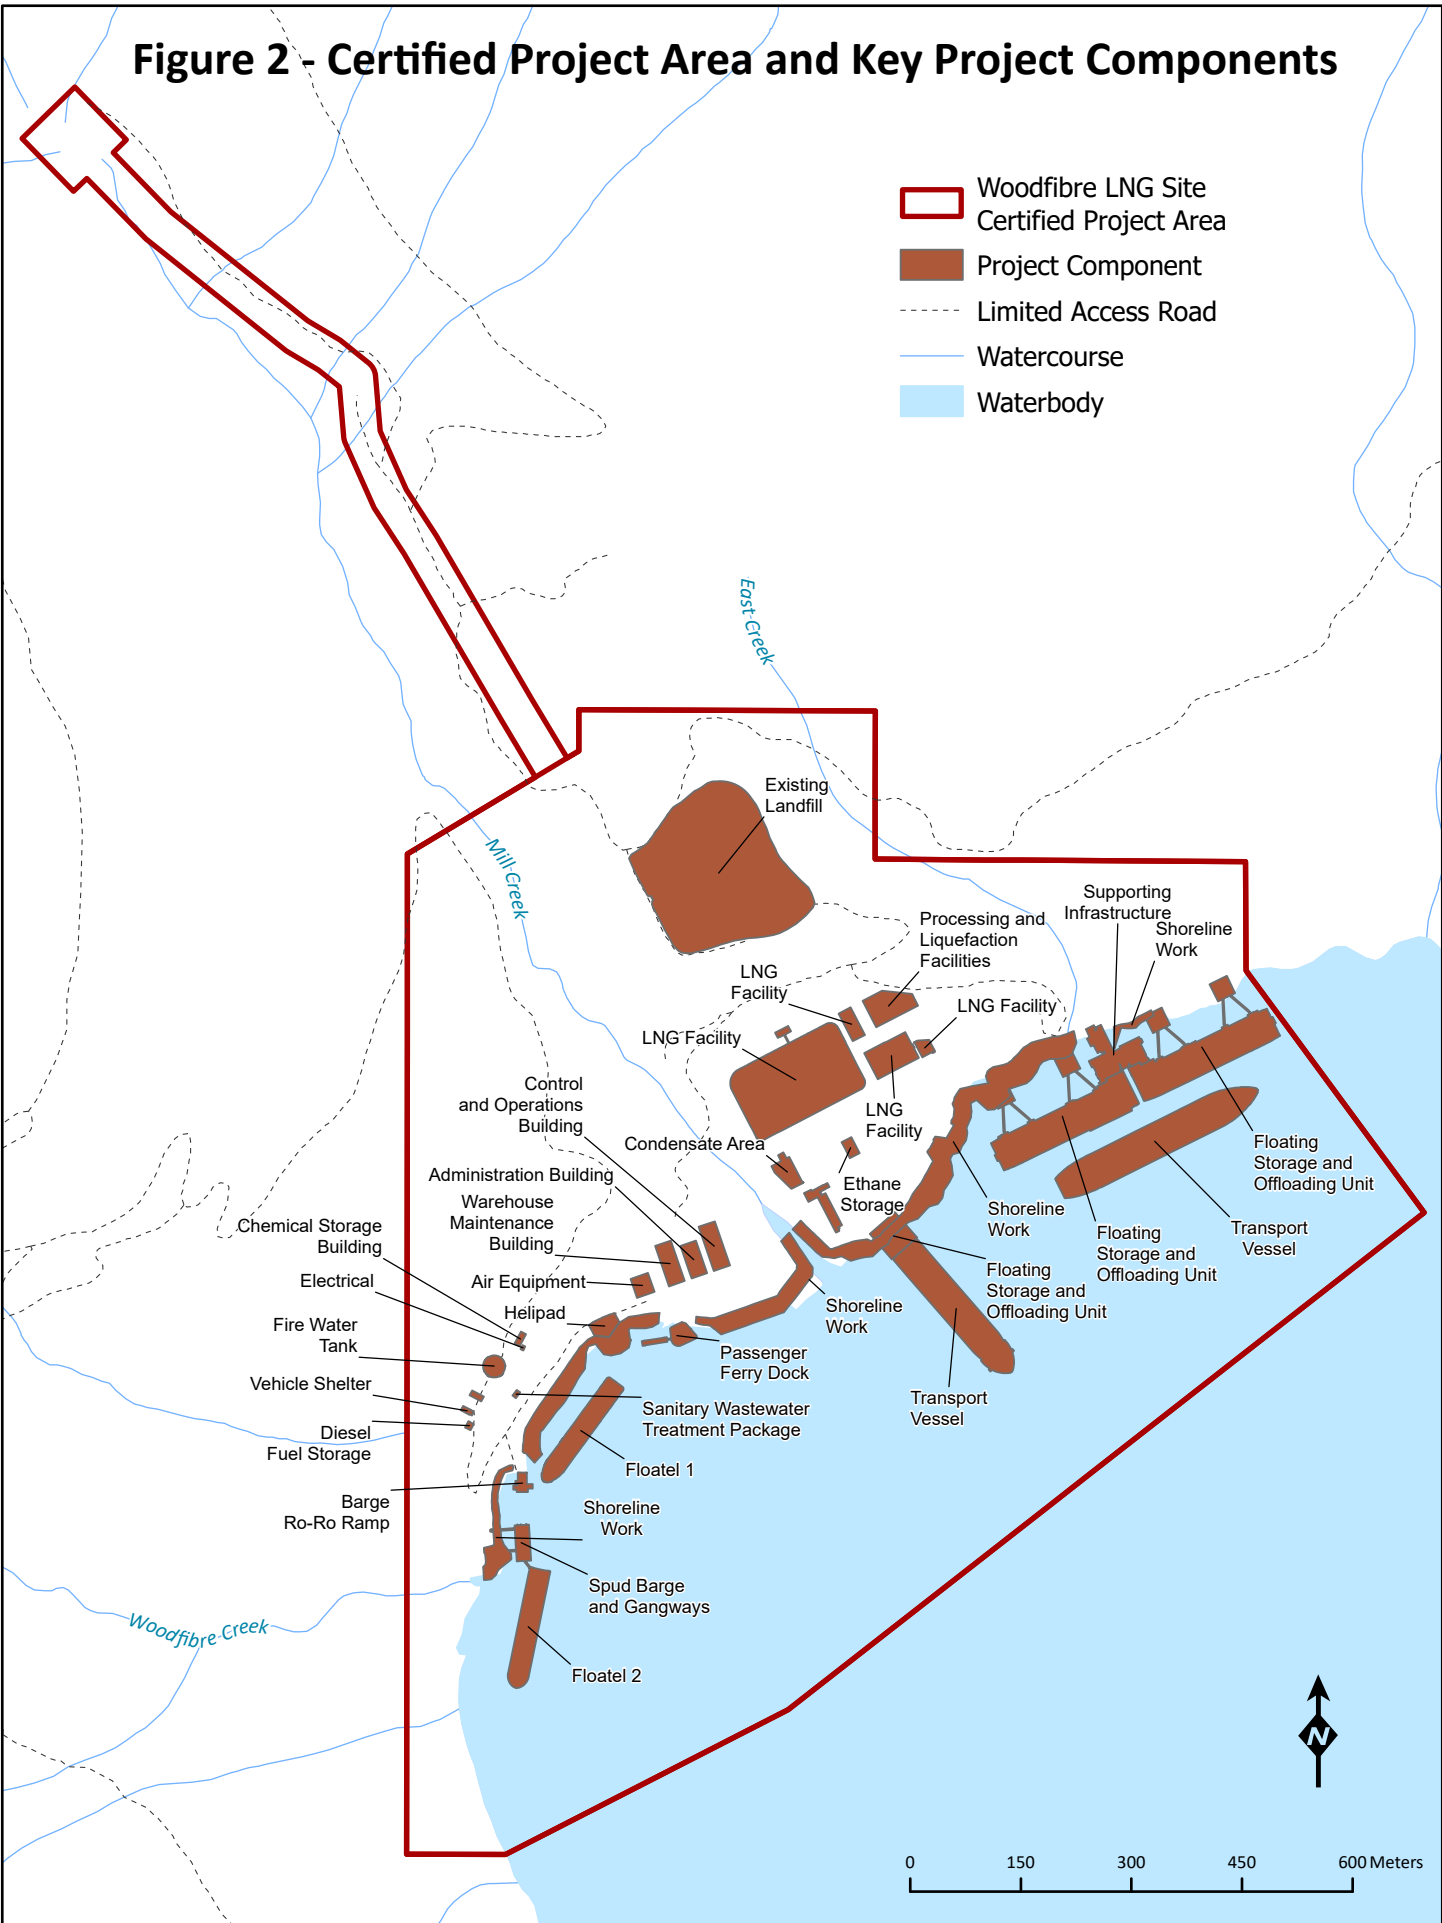 Figure 2 - Certified Project Area and Key Project Components
Woodfibre LNG Site
Certified Project Area
Project Component
Limited Access Road
Watercourse
Waterbody
East Creek
Existing
Landfill
Mill Creek
Supporting
Infrastructure
Shoreline
Work
Processing and
Liquefaction
Facilities
LNG
Facility
LNG Facility
LNG Facility
LNG
Facility
Control
and Operations
Building
Condensate Area
Administration Building
Ethane
Storage
Warehouse
Maintenance
Building
Floating
Storage and
Offloading Unit
Shoreline
Work
Floating
Storage and
Offloading Unit
Transport
Vessel
Chemical Storage
Building
Electrical
Air Equipment
Floating
Storage and
Offloading Unit
Helipad
Shoreline
Work
Fire Water
Tank
Passenger
Ferry Dock
Vehicle Shelter
Transport
Vessel
Sanitary Wastewater
Treatment Package
Diesel
Fuel Storage
Floatel 1
Barge
Ro-Ro Ramp
Shoreline
Work
Spud Barge
and Gangways
Woodfibre Creek
Floatel 2
N
0 150 300 450 600 Meters